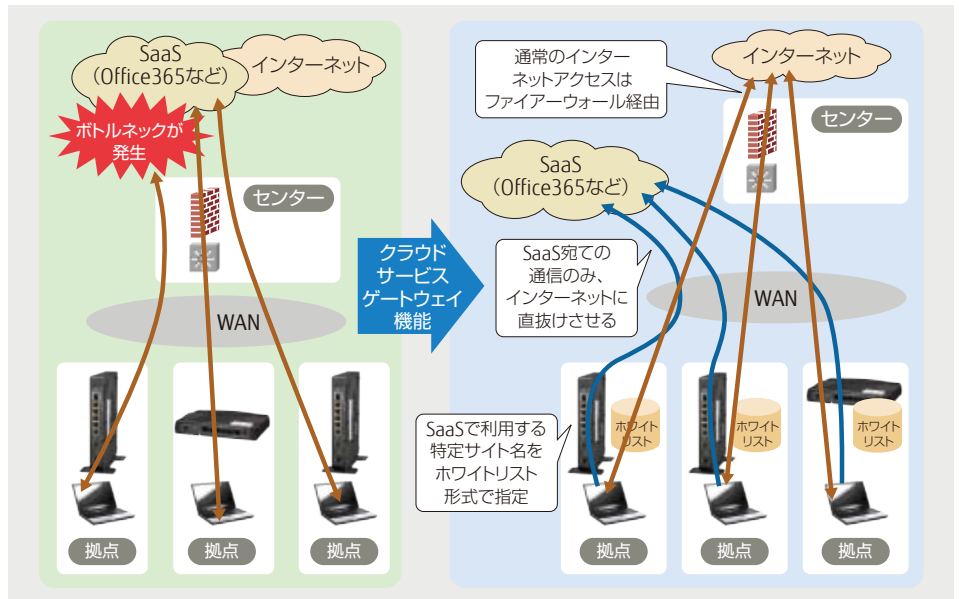 SaaS
（Office365など）
インターネット
ボトルネックが
発生
センター
WAN
拠点
拠点
拠点
クラウド
サービス
ゲートウェイ
機能
通常のインター
ネットアクセスは
ファイアーウォール経由
インターネット
センター
SaaS
（Office365など）
SaaS宛ての
通信のみ、
インターネットに
直抜けさせる
WAN
SaaSで利用する
特定サイト名を
ホワイトリスト
形式で指定
ホワイト
リスト
ホワイト
リスト
ホワイト
リスト
拠点
拠点
拠点